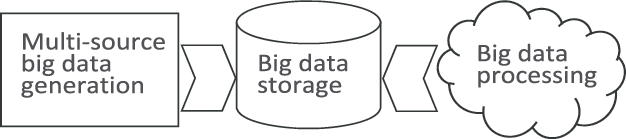 Multi-source
big data
generation
Big data
storage
Big data
processing